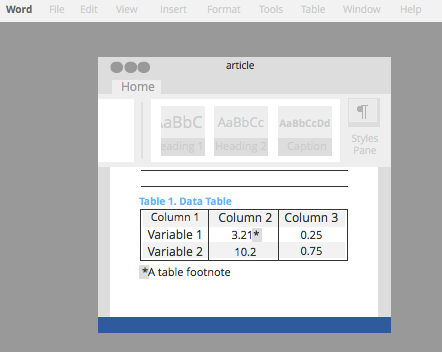 Word File Edit View Insert Format Tools Table Window Help
article
Home
AaBbC AaBbCc AaBbCcDd
eading 1 Heading 2 Caption
¶
Styles
Pane
Table 1. Data Table
Column 1 Column 2 Column 3
Variable 1 3.21* 0.25
Variable 2 10.2 0.75
*A table footnote